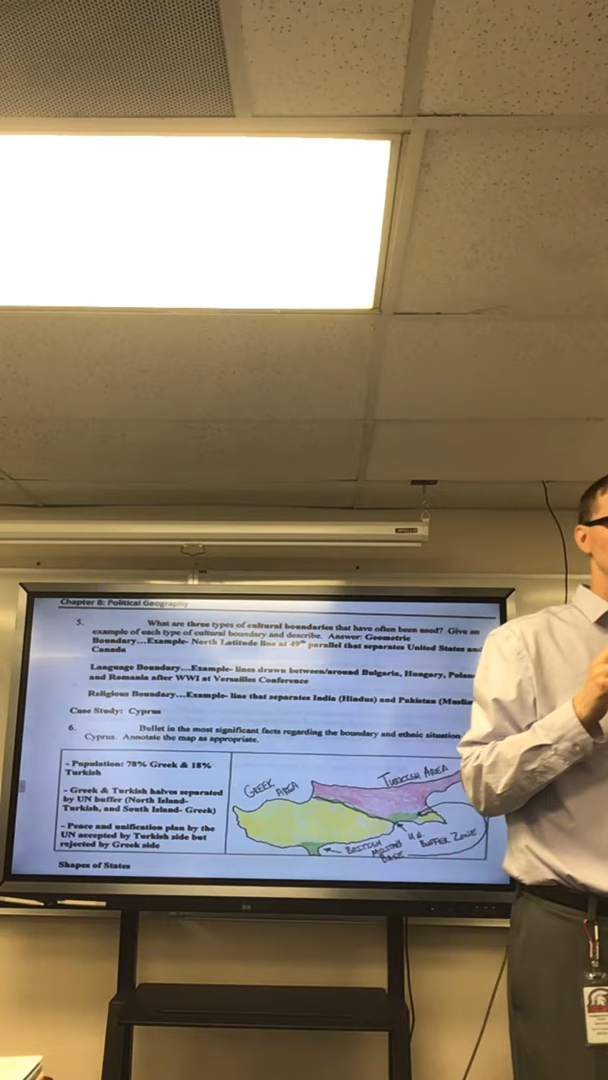 Chapter 8: Political Geography
5. What are three types of cultural boundaries that have often been used? Give an
example of each type of cultural boundary and describe. Answer: Geometric
Boundary...Example- North Latitude line at 49th parallel that separates United States and
Canada
Language Boundary...Example- lines drawn between/around Bulgaria, Hungary,
and Romania after WWI at Versailles Conference
Religious Boundary...Example- line that separates India (Hindus) and Pakistan
Case Study: Cyprus
6. Bullet in the most significant facts regarding the boundary and ethnic situation
Cyprus. Annotate the map as appropriate.
- Population: 78% Greek & 18%
Turkish
- Greek & Turkish halves separated
by UN buffer (North Island-
Turkish, and South Island- Greek)
- Peace and unification plan by the
UN accepted by Turkish side but
rejected by Greek side
GREEK
AREA
TURKISH AREA
BRITISH
MILITARY
BASE
U.N.
BUFFER ZONE
Shapes of States